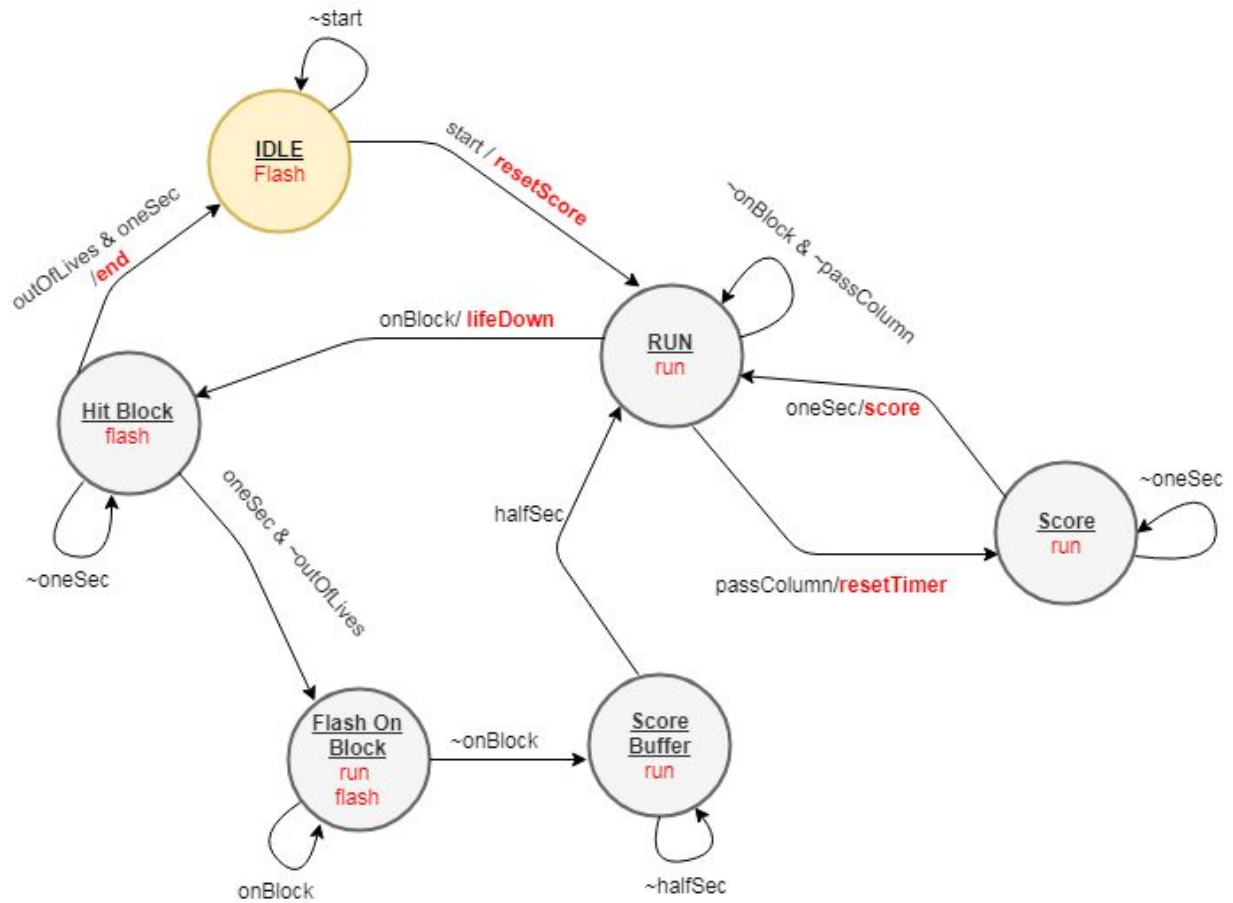 ~start
IDLE
Flash
start / resetScore
outOfLives & oneSec
/end
~onBlock & ~passColumn
onBlock/ lifeDown
RUN
run
Hit Block
flash
oneSec/score
~oneSec
Score
run
oneSec & ~outOfLives
halfSec
~oneSec
passColumn/resetTimer
Flash On
Block
run
flash
~onBlock
Score
Buffer
run
onBlock
~halfSec